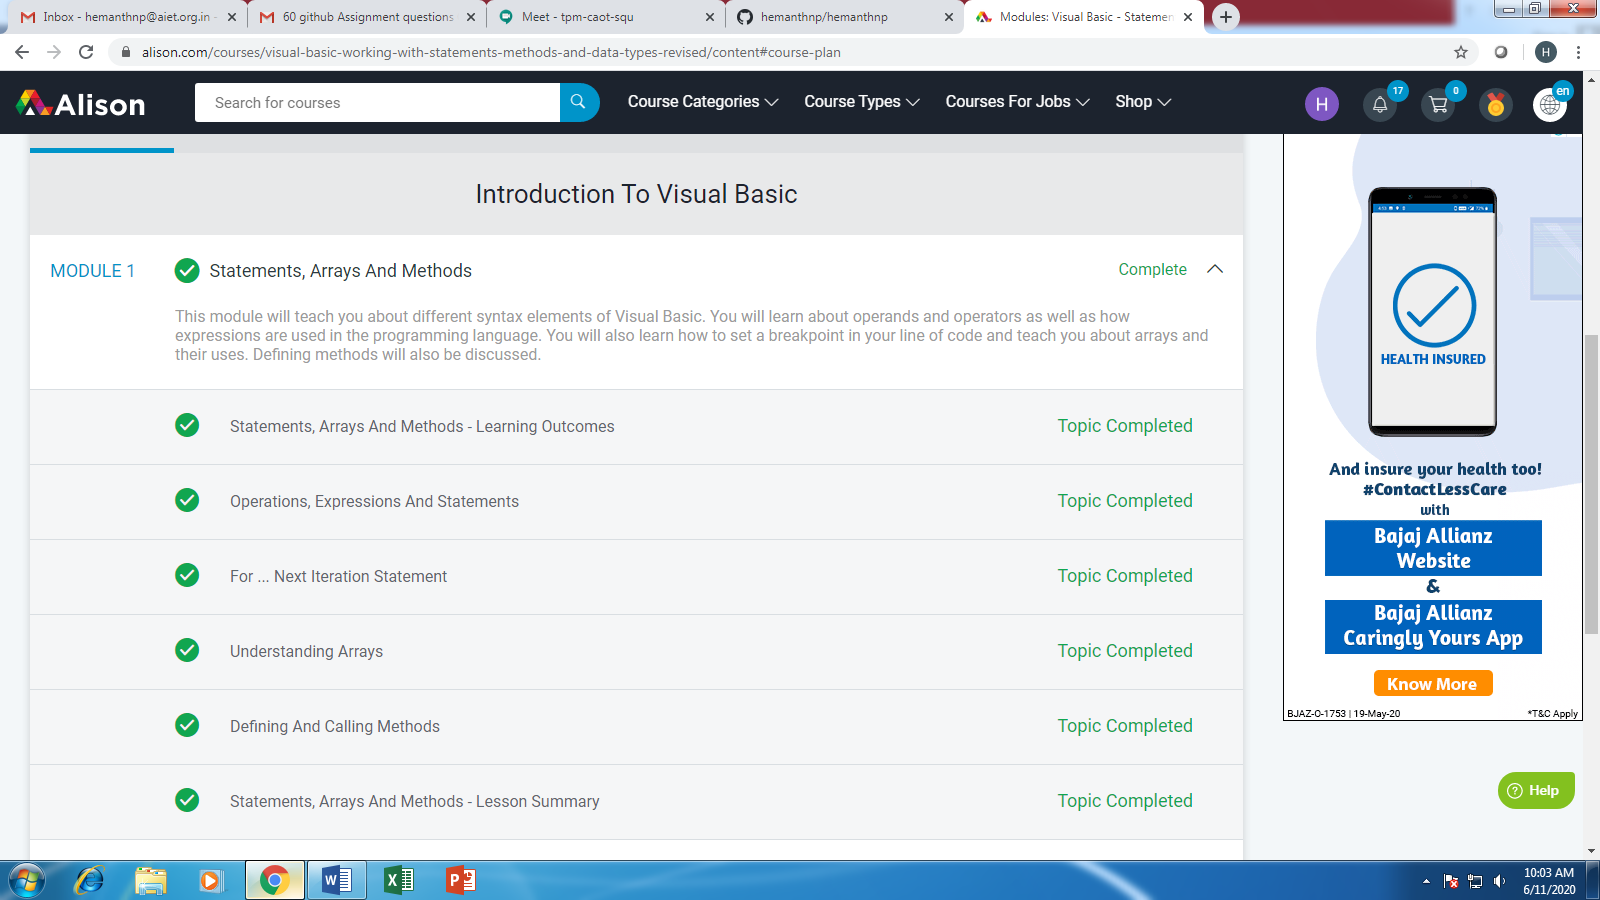 Inbox - hemanthnp@aiet.org.in -
60 github Assignment questions
Meet - tpm-caot-squ
hemanthnp/hemanthnp
Modules: Visual Basic - Statemen
alison.com/courses/visual-basic-working-with-statements-methods-and-data-types-revised/content#course-plan
H
Alison
Search for courses
Course Categories
Course Types
Courses For Jobs
Shop
H
17
0
en
Introduction To Visual Basic
MODULE 1
Statements, Arrays And Methods
Complete
This module will teach you about different syntax elements of Visual Basic. You will learn about operands and operators as well as how
expressions are used in the programming language. You will also learn how to set a breakpoint in your line of code and teach you about arrays and
their uses. Defining methods will also be discussed.
Statements, Arrays And Methods - Learning Outcomes
Topic Completed
Operations, Expressions And Statements
Topic Completed
For ... Next Iteration Statement
Topic Completed
Understanding Arrays
Topic Completed
Defining And Calling Methods
Topic Completed
Statements, Arrays And Methods - Lesson Summary
Topic Completed
HEALTH INSURED
And insure your health too!
#ContactLessCare
with
Bajaj Allianz
Website
&
Bajaj Allianz
Caringly Yours App
Know More
BJAZ-O-1753 | 19-May-20
*T&C Apply
Help
10:03 AM
6/11/2020